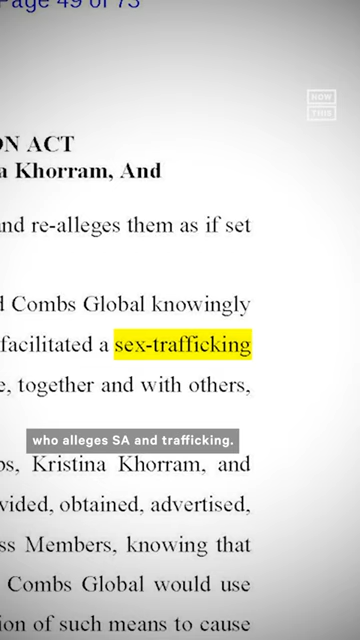 Page 49 of 73
NOW
THIS
ON ACT
a Khorram, And
nd re-alleges them as if set
d Combs Global knowingly
facilitated a sex-trafficking
e, together and with others,
who alleges SA and trafficking.
os, Kristina Khorram, and
vided, obtained, advertised,
ss Members, knowing that
Combs Global would use
ion of such means to cause